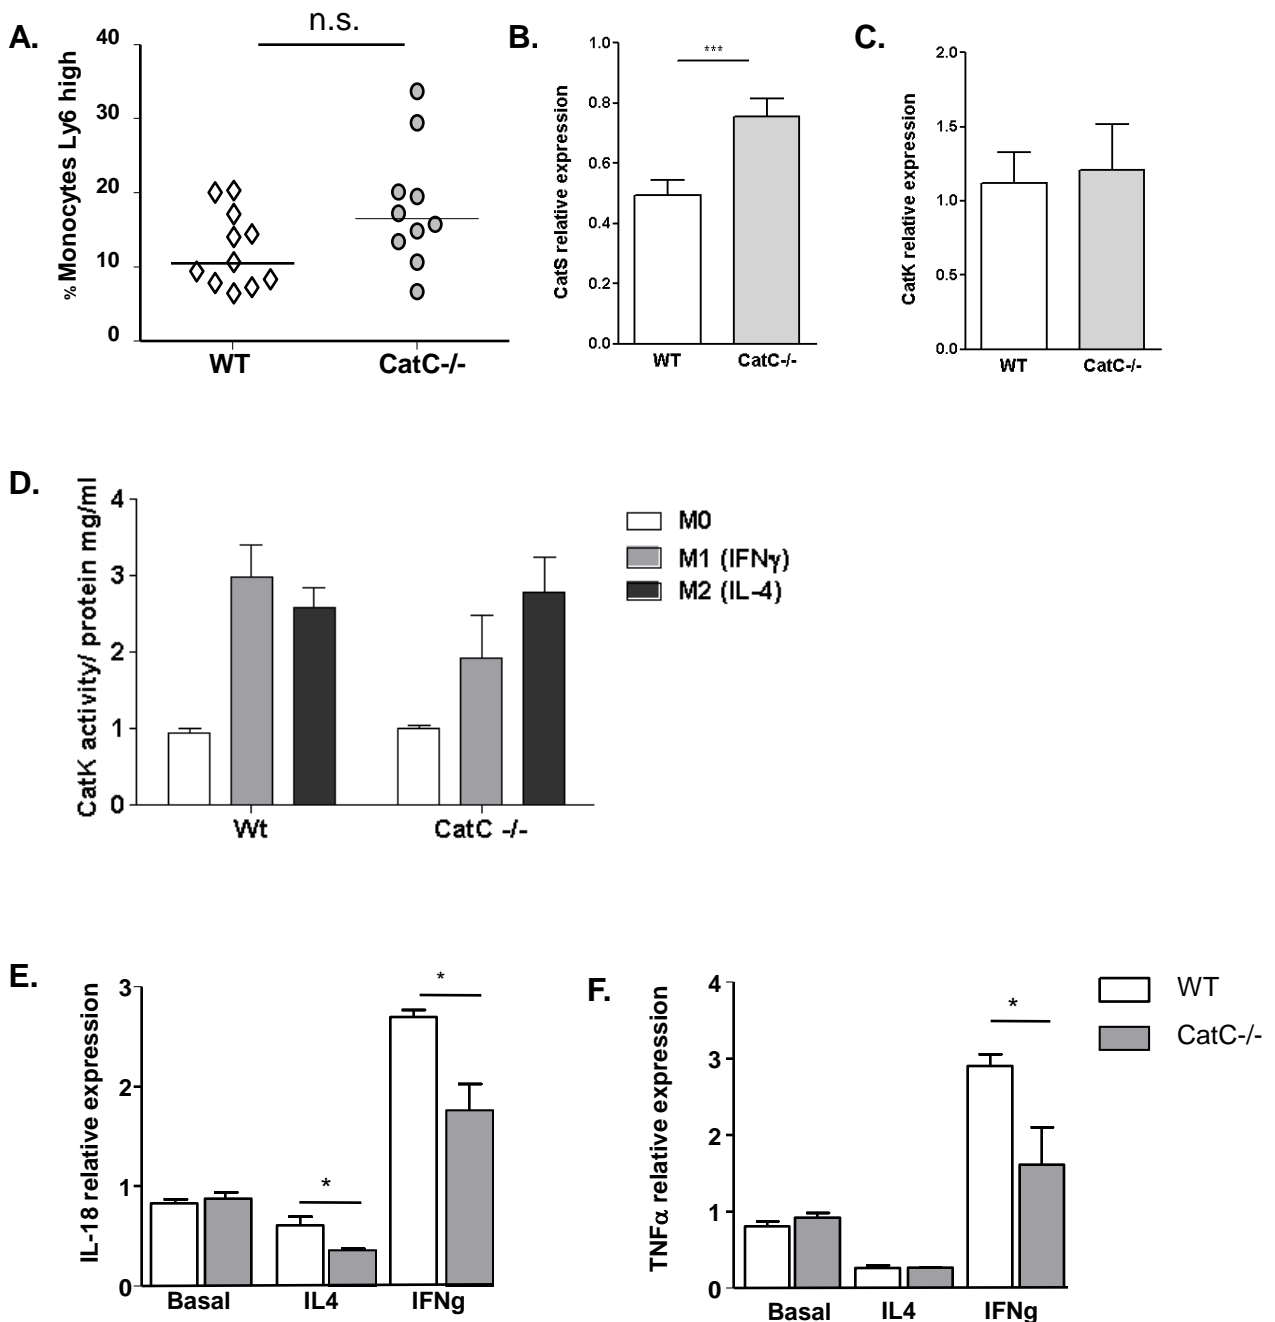 A.
n.s.
% Monocytes Ly6 high
40
30
20
10
0
WT
CatC-/-
B.
***
CatS relative expression
1.0
0.8
0.6
0.4
0.2
0.0
WT
CatC-/-
C.
CatK relative expression
2.0
1.5
1.0
0.5
0.0
WT
CatC-/-
D.
CatK activity/ protein mg/ml
4
3
2
1
0
Wt
CatC -/-
M0
M1 (IFNγ)
M2 (IL-4)
E.
IL-18 relative expression
3
2
1
0
*
*
Basal
IL4
IFNg
F.
TNFα relative expression
4
3
2
1
0
*
Basal
IL4
IFNg
WT
CatC-/-